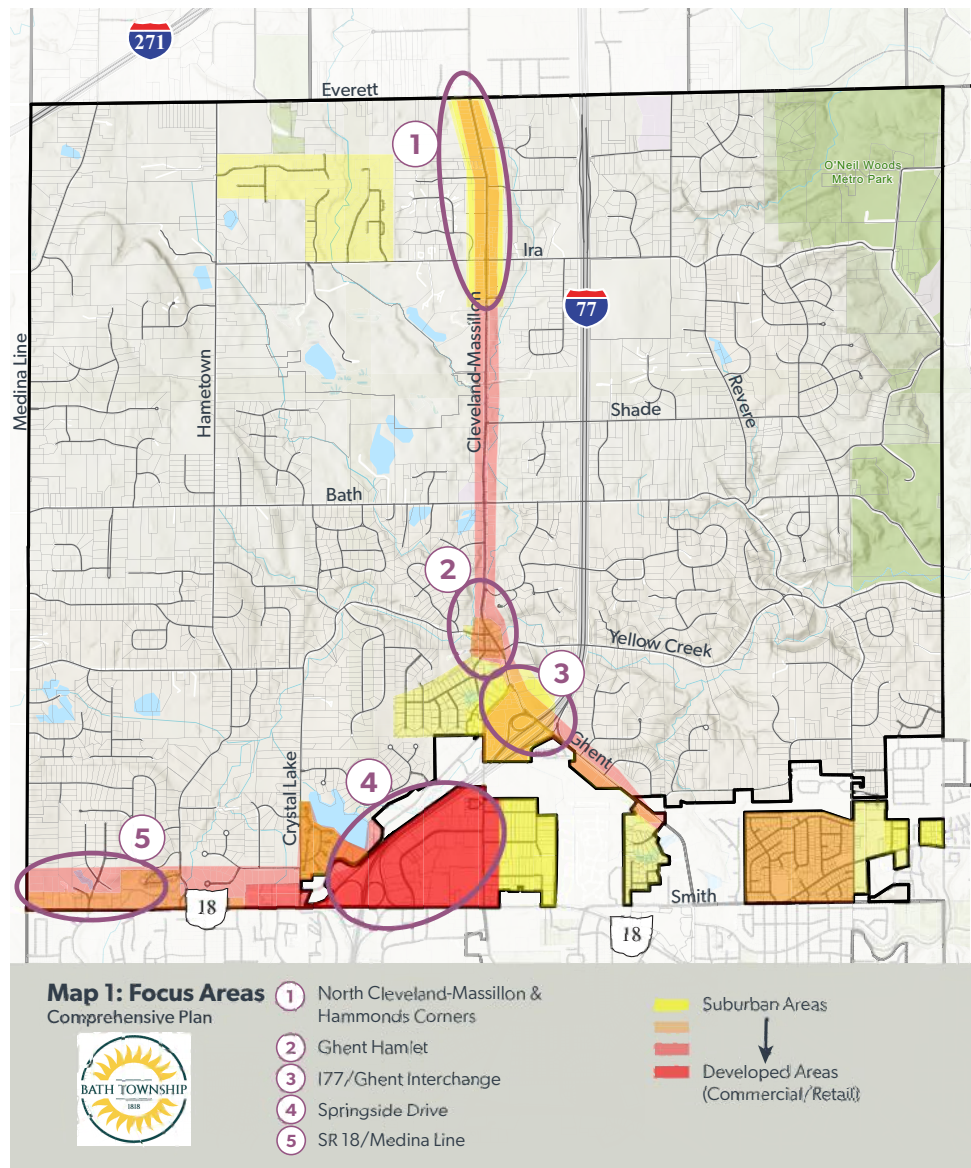 271
Everett
1
O'Neil Woods
Metro Park
Ira
77
Medina Line
Hametown
Cleveland-Massillon
Revere
Shade
Bath
2
Yellow Creek
3
Ghent
Crystal Lake
4
5
18
Smith
18
Map 1: Focus Areas
Comprehensive Plan
BATH TOWNSHIP
1818
1 North Cleveland-Massillon &
Hammonds Corners
2 Ghent Hamlet
3 I77/Ghent Interchange
4 Springside Drive
5 SR 18/Medina Line
Suburban Areas
Developed Areas
(Commercial/Retail)